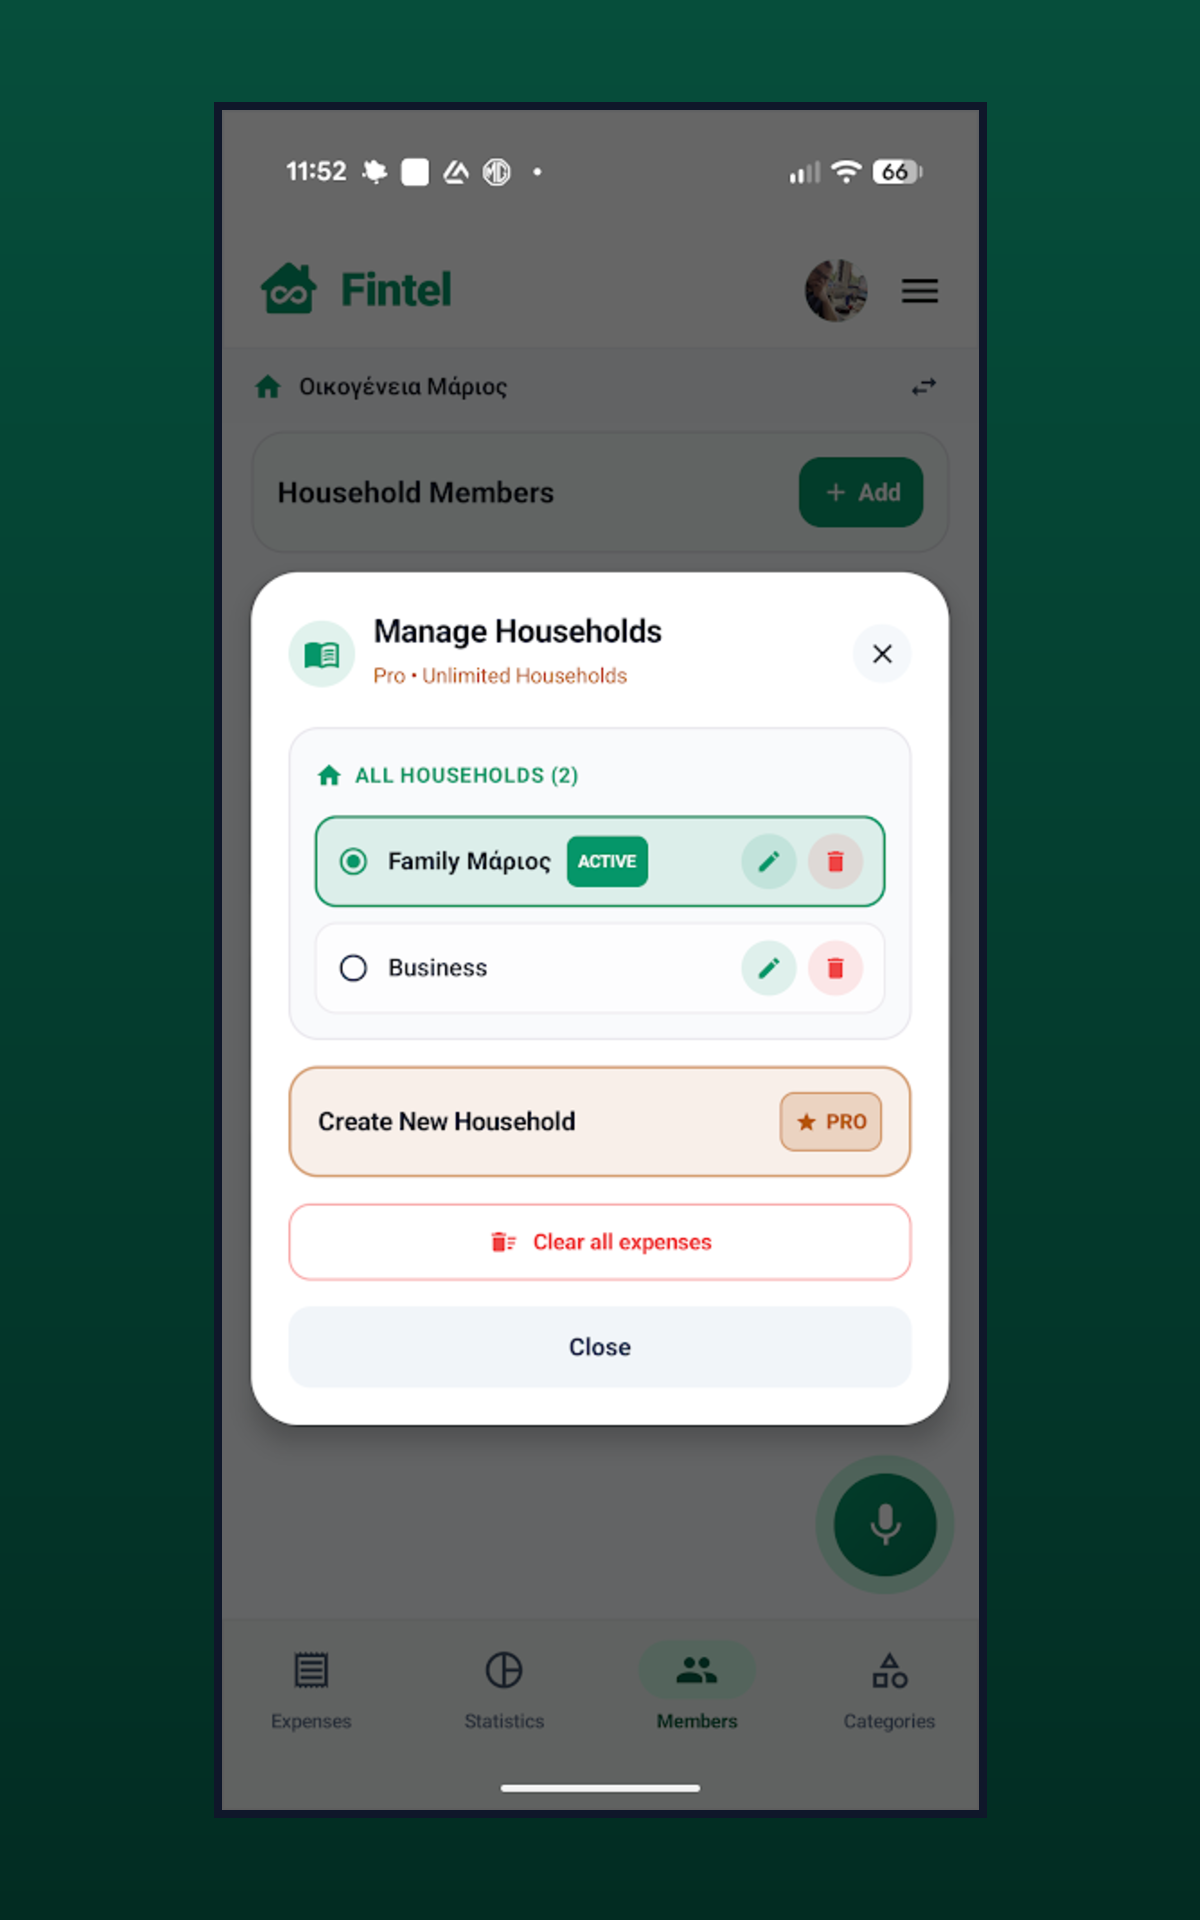 11:52
66
Fintel
Οικογένεια Μάριος
Household Members
+ Add
Manage Households
Pro • Unlimited Households
ALL HOUSEHOLDS (2)
Family Μάριος ACTIVE
Business
Create New Household
★ PRO
Clear all expenses
Close
Expenses
Statistics
Members
Categories